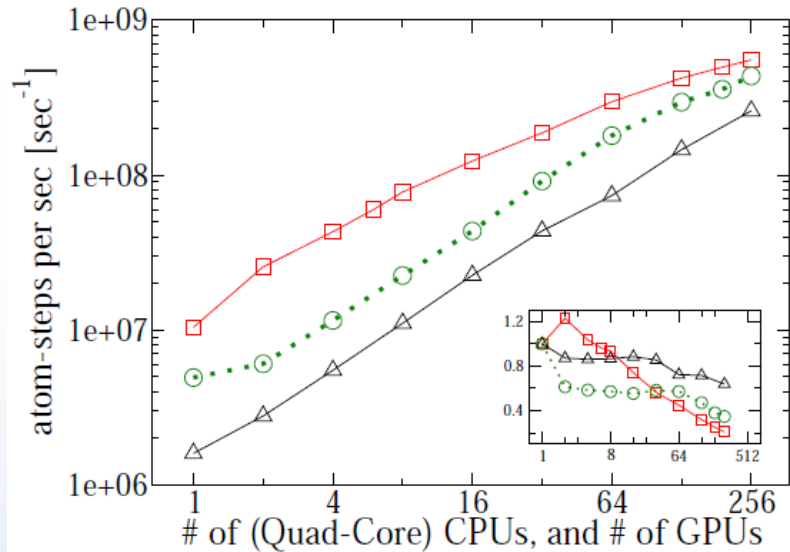 1e+09
1e+08
1e+07
1e+06
atom-steps per sec [sec⁻¹]
1 4 16 64 256
# of (Quad-Core) CPUs, and # of GPUs
1.2
0.8
0.4
1 8 64 512